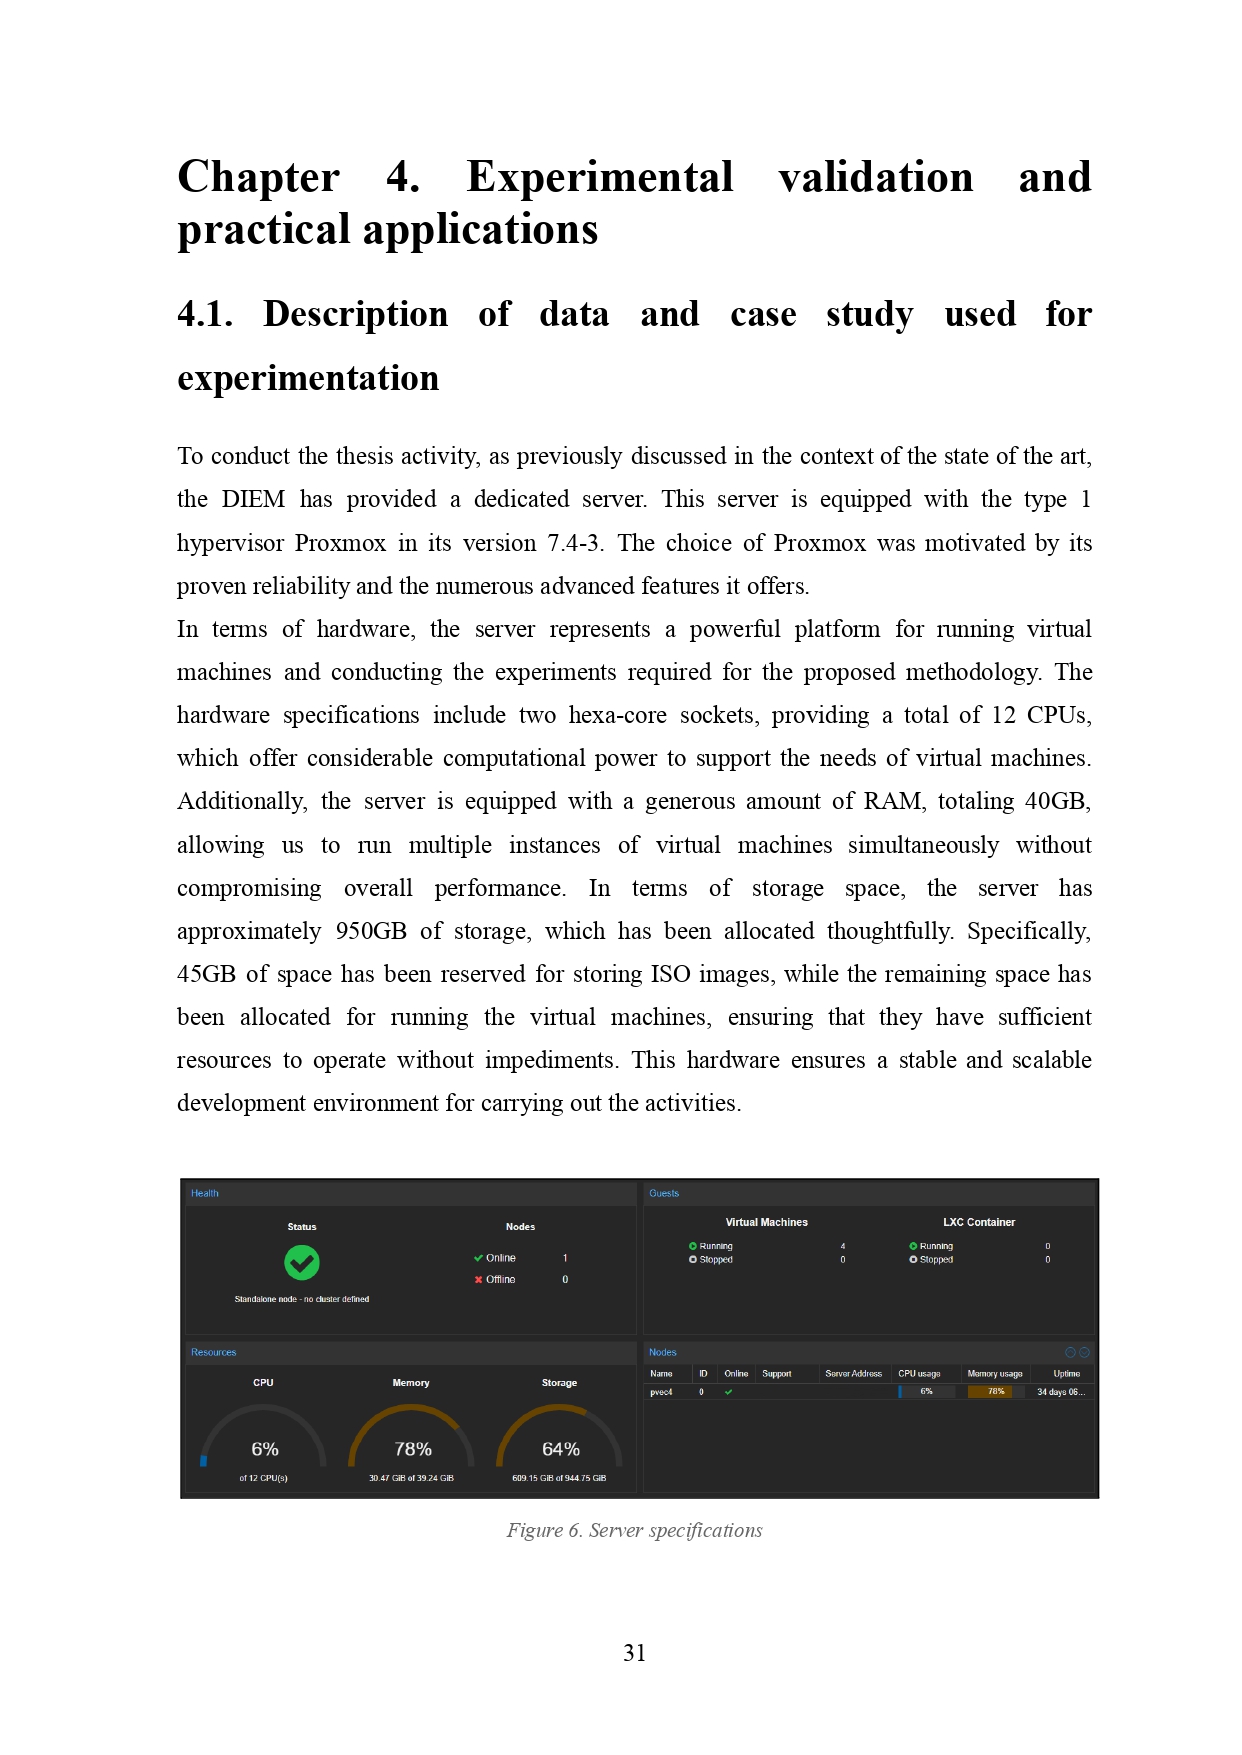 Chapter 4. Experimental validation and
practical applications
4.1. Description of data and case study used for
experimentation
To conduct the thesis activity, as previously discussed in the context of the state of the art,
the DIEM has provided a dedicated server. This server is equipped with the type 1
hypervisor Proxmox in its version 7.4-3. The choice of Proxmox was motivated by its
proven reliability and the numerous advanced features it offers.
In terms of hardware, the server represents a powerful platform for running virtual
machines and conducting the experiments required for the proposed methodology. The
hardware specifications include two hexa-core sockets, providing a total of 12 CPUs,
which offer considerable computational power to support the needs of virtual machines.
Additionally, the server is equipped with a generous amount of RAM, totaling 40GB,
allowing us to run multiple instances of virtual machines simultaneously without
compromising overall performance. In terms of storage space, the server has
approximately 950GB of storage, which has been allocated thoughtfully. Specifically,
45GB of space has been reserved for storing ISO images, while the remaining space has
been allocated for running the virtual machines, ensuring that they have sufficient
resources to operate without impediments. This hardware ensures a stable and scalable
development environment for carrying out the activities.
Health
Status Nodes
Online 1
Offline 0
Standalone node - no cluster defined
Guests
Virtual Machines LXC Container
Running 4 Running 0
Stopped 0 Stopped 0
Resources
CPU Memory Storage
6% 78% 64%
of 12 CPU(s) 30.47 GiB of 39.24 GiB 609.15 GiB of 944.75 GiB
Nodes
Name ID Online Support Server Address CPU usage Memory usage Uptime
pvec4 0 6% 78% 34 days 06...
Figure 6. Server specifications
31